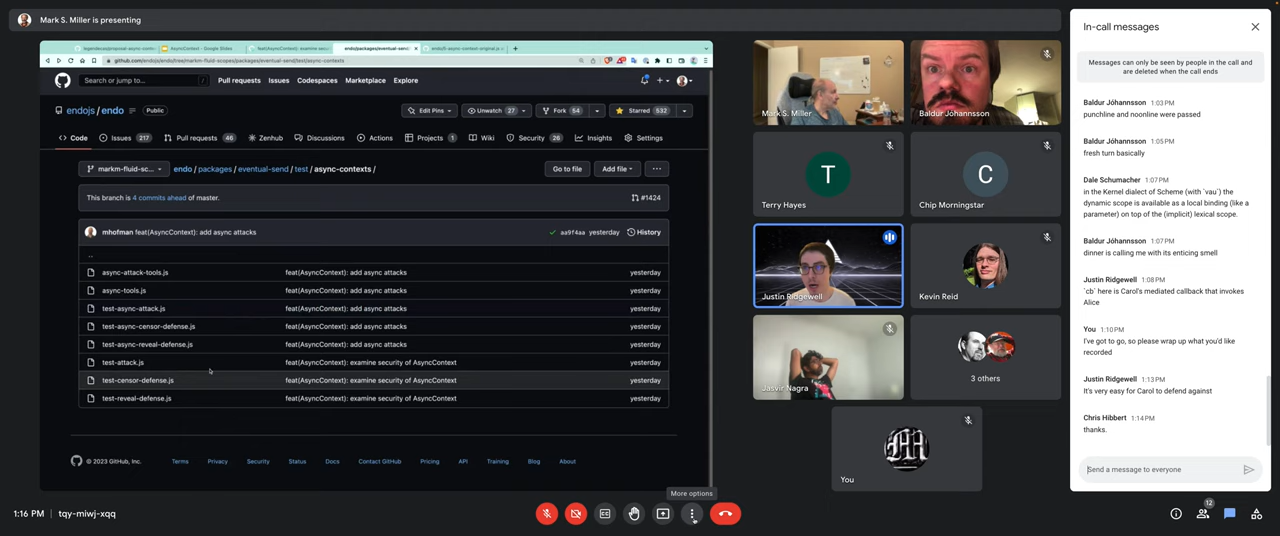 Mark S. Miller is presenting
AsyncContext - Google Slides
feat(AsyncContext): examine secu
endo/packages/eventual-send/
github.com/endojs/endo/tree/markm-fluid-scopes/packages/eventual-send/test/async-contexts
Search or jump to...
/
Pull requests
Issues
Codespaces
Marketplace
Explore
endojs / endo
Public
Edit Pins
Unwatch 27
Fork 54
Starred 532
Code
Issues 217
Pull requests 46
Zenhub
Discussions
Actions
Projects 1
Wiki
Security 26
Insights
Settings
markm-fluid-sc...
endo / packages / eventual-send / test / async-contexts /
Go to file
Add file
...
This branch is 4 commits ahead of master.
#1424
mhofman feat(AsyncContext): add async attacks
aa9f4aa yesterday
History
..
async-attack-tools.js feat(AsyncContext): add async attacks yesterday
async-tools.js feat(AsyncContext): add async attacks yesterday
test-async-attack.js feat(AsyncContext): add async attacks yesterday
test-async-censor-defense.js feat(AsyncContext): add async attacks yesterday
test-async-reveal-defense.js feat(AsyncContext): add async attacks yesterday
test-attack.js feat(AsyncContext): examine security of AsyncContext yesterday
test-censor-defense.js feat(AsyncContext): examine security of AsyncContext yesterday
test-reveal-defense.js feat(AsyncContext): examine security of AsyncContext yesterday
© 2023 GitHub, Inc.
Terms
Privacy
Security
Status
Docs
Contact GitHub
Pricing
API
Training
Blog
About
Mark S. Miller
Baldur Jóhannsson
T
Terry Hayes
C
Chip Morningstar
Justin Ridgewell
Kevin Reid
Jasvir Nagra
3 others
You
In-call messages
Messages can only be seen by people in the call and
are deleted when the call ends
Baldur Jóhannsson 1:03 PM
punchline and noonline were passed
Baldur Jóhannsson 1:05 PM
fresh turn basically
Dale Schumacher 1:07 PM
in the Kernel dialect of Scheme (with `vau`) the
dynamic scope is available as a local binding (like a
parameter) on top of the (implicit) lexical scope.
Baldur Jóhannsson 1:07 PM
dinner is calling me with its enticing smell
Justin Ridgewell 1:08 PM
`cb` here is Carol's mediated callback that invokes
Alice
You 1:10 PM
I've got to go, so please wrap up what you'd like
recorded
Justin Ridgewell 1:13 PM
It's very easy for Carol to defend against
Chris Hibbert 1:14 PM
thanks.
Send a message to everyone
More options
1:16 PM | tqy-miwj-xqq
12